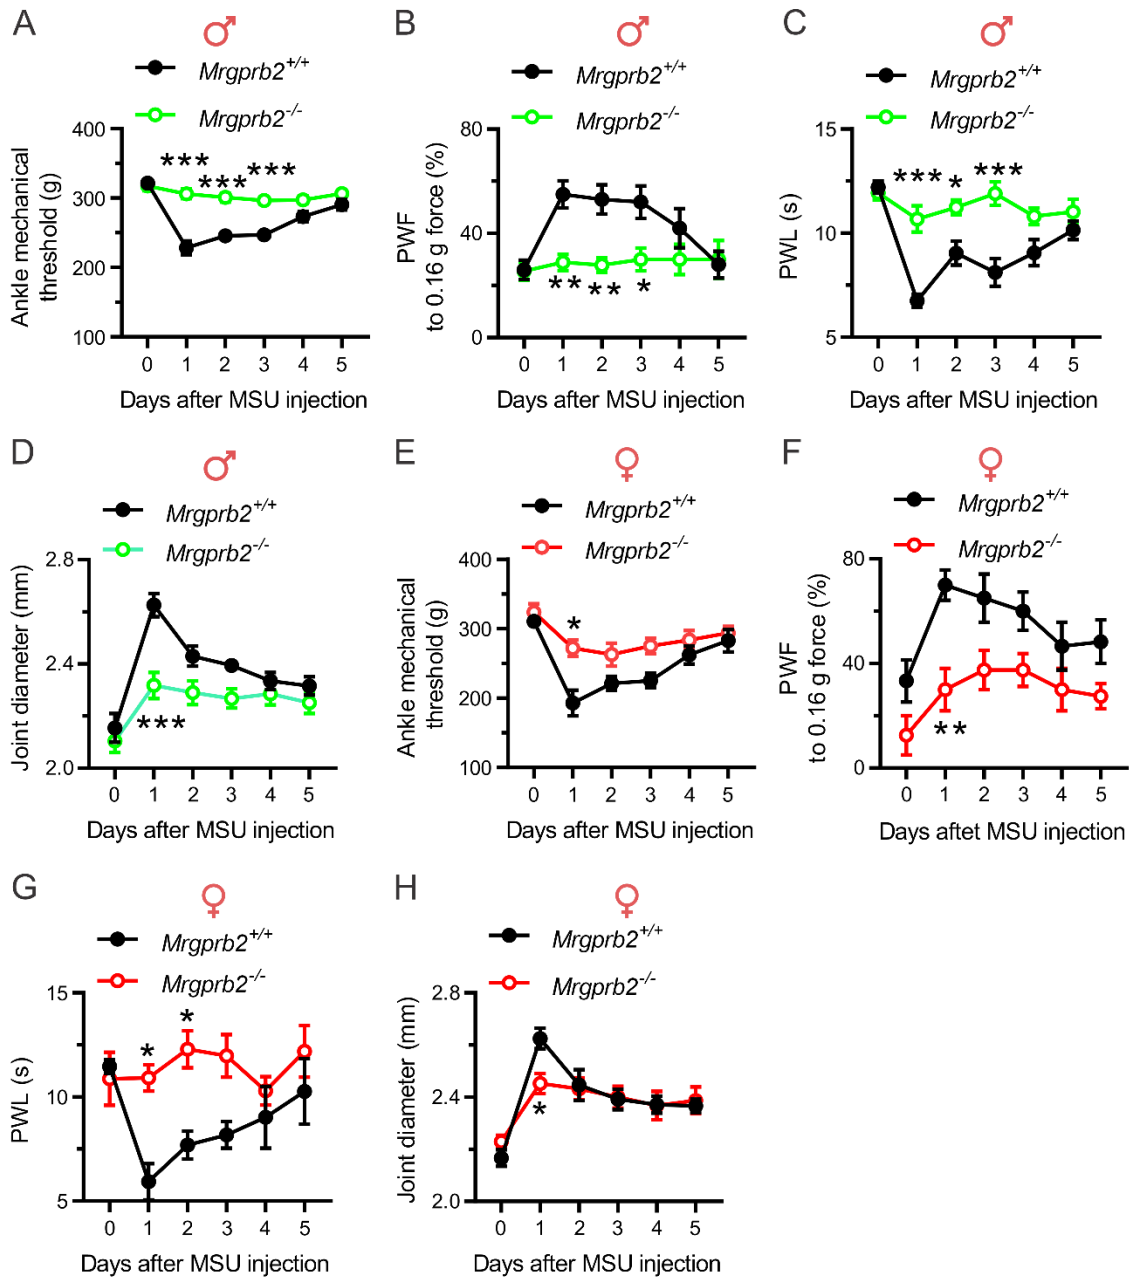 A
♂
Mrgprb2+/+
Mrgprb2-/-
Ankle mechanical
threshold (g)
400
300
200
100
***
***
***
0 1 2 3 4 5
Days after MSU injection
B
♂
Mrgprb2+/+
Mrgprb2-/-
PWF
to 0.16 g force (%)
80
40
0
**
**
*
0 1 2 3 4 5
Days after MSU injection
C
♂
Mrgprb2+/+
Mrgprb2-/-
PWL (s)
15
10
5
***
*
***
0 1 2 3 4 5
Days after MSU injection
D
♂
Mrgprb2+/+
Mrgprb2-/-
Joint diameter (mm)
2.8
2.4
2.0
***
0 1 2 3 4 5
Days after MSU injection
E
♀
Mrgprb2+/+
Mrgprb2-/-
Ankle mechanical
threshold (g)
400
300
200
100
*
0 1 2 3 4 5
Days after MSU injection
F
♀
Mrgprb2+/+
Mrgprb2-/-
PWF
to 0.16 g force (%)
80
40
0
**
0 1 2 3 4 5
Days aftet MSU injection
G
♀
Mrgprb2+/+
Mrgprb2-/-
PWL (s)
15
10
5
*
*
0 1 2 3 4 5
Days after MSU injection
H
♀
Mrgprb2+/+
Mrgprb2-/-
Joint diameter (mm)
2.8
2.4
2.0
*
0 1 2 3 4 5
Days after MSU injection